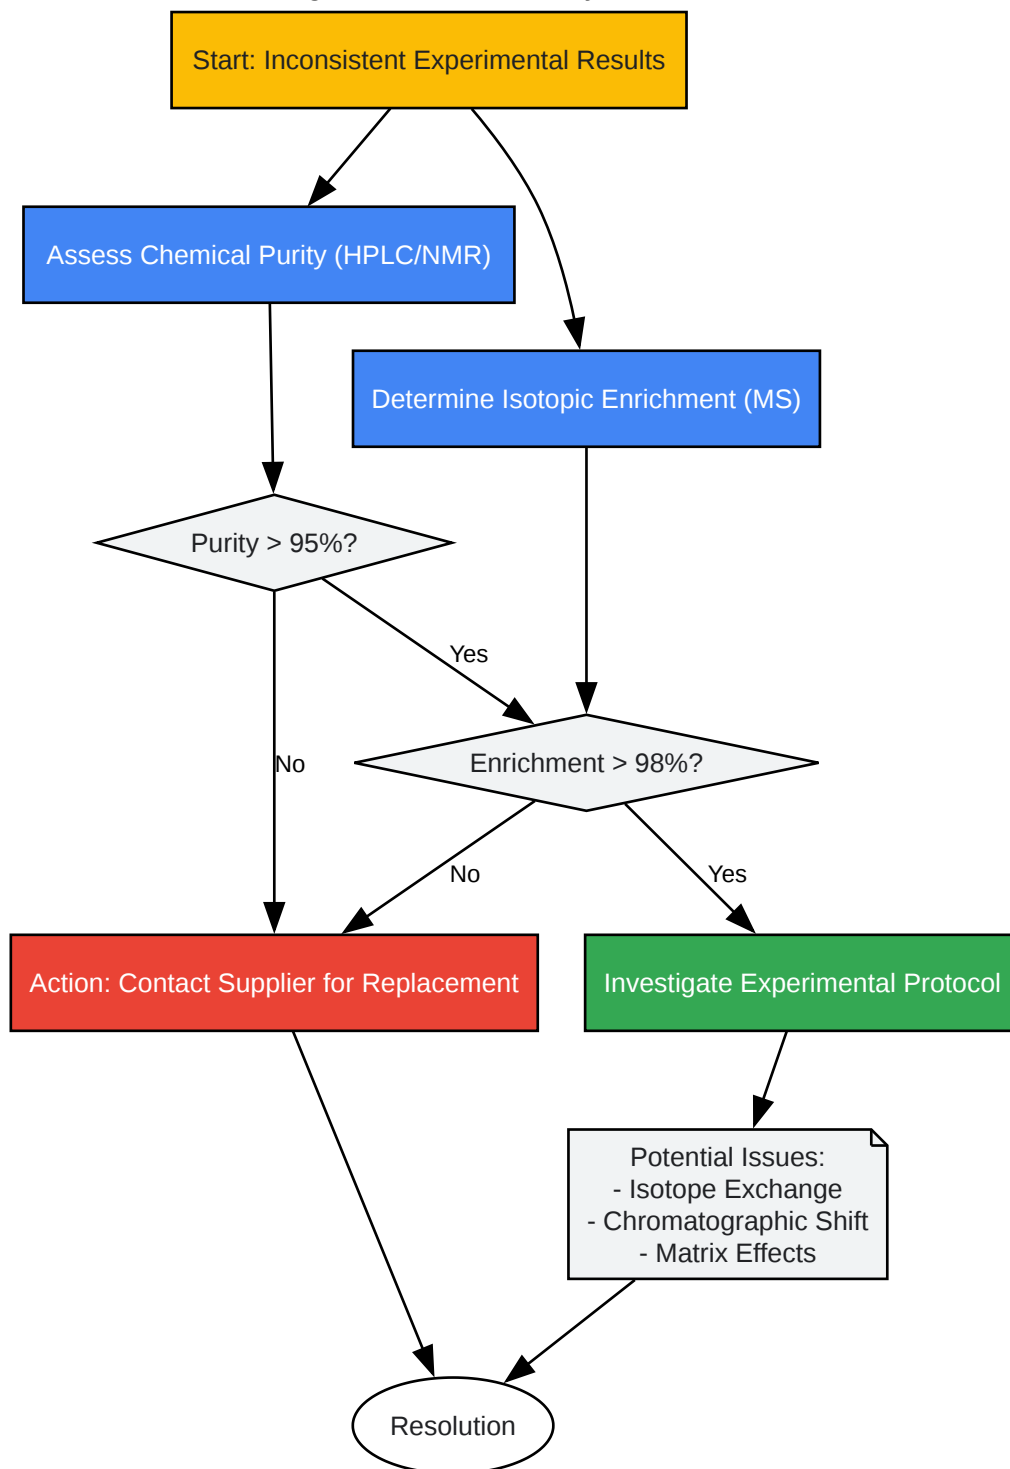 Start: Inconsistent Experimental Results
Assess Chemical Purity (HPLC/NMR)
Determine Isotopic Enrichment (MS)
Purity > 95%?
Yes
Enrichment > 98%?
No
No
Yes
Action: Contact Supplier for Replacement
Investigate Experimental Protocol
Potential Issues:
- Isotope Exchange
- Chromatographic Shift
- Matrix Effects
Resolution